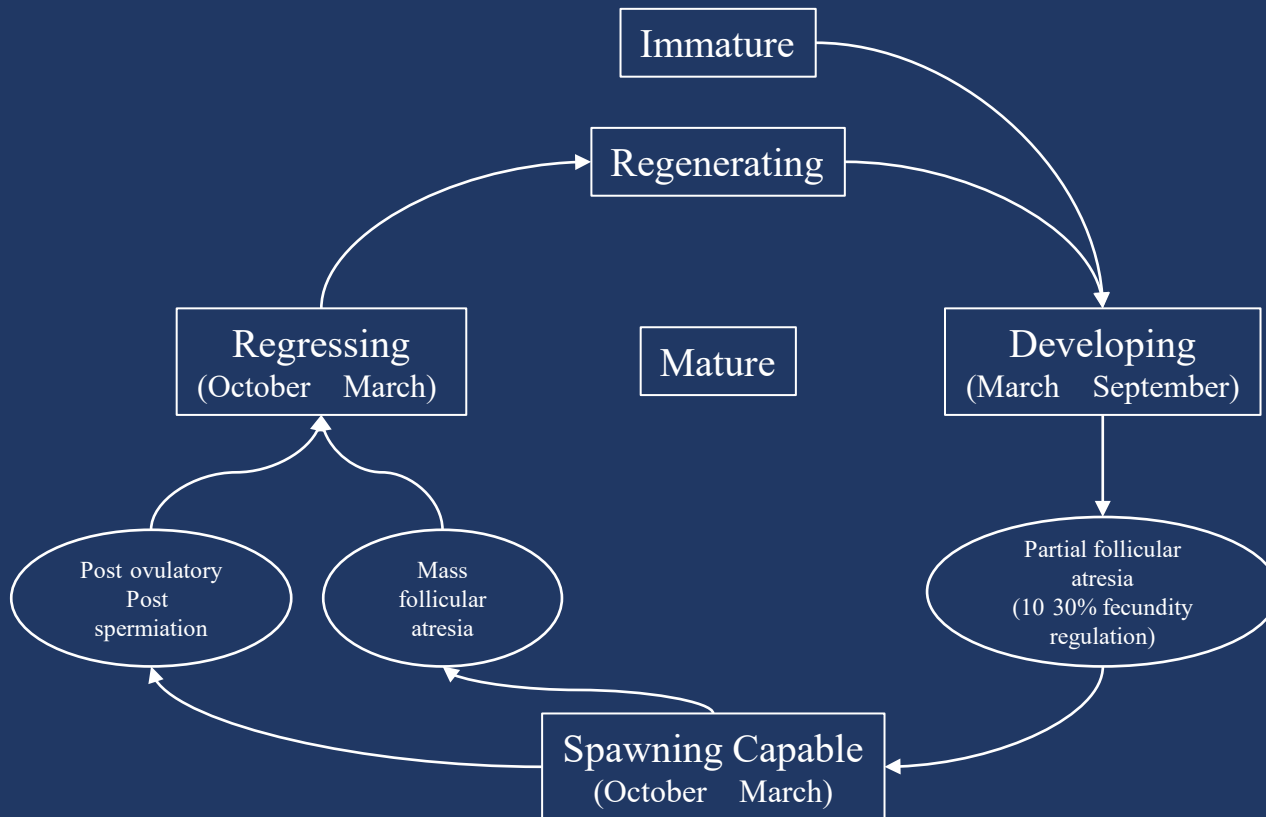 Immature
Regenerating
Regressing
(October March)
Mature
Developing
(March September)
Post ovulatory
Post
spermiation
Mass
follicular
atresia
Partial follicular
atresia
(10 30% fecundity
regulation)
Spawning Capable
(October March)